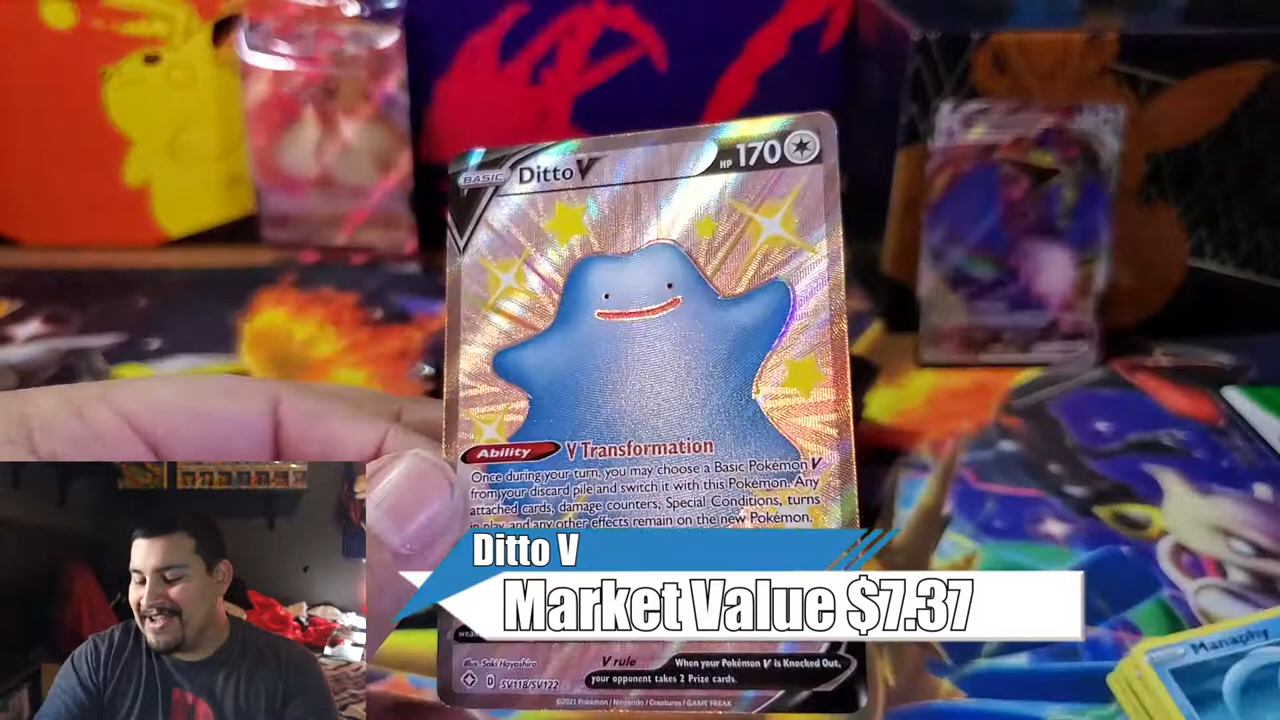 BASIC Ditto V HP 170
Ability V Transformation
Once during your turn, you may choose a Basic Pokémon V
from your discard pile and switch it with this Pokémon. Any
attached cards, damage counters, Special Conditions, turns
in play, and any other effects remain on the new Pokémon.
Ditto V
Market Value $7.37
weak
V rule When your Pokémon V is Knocked Out,
your opponent takes 2 Prize cards.
Illus. Saki Hayashiro
SV118/SV122
©2021 Pokémon / Nintendo / Creatures / GAME FREAK
Manaphy